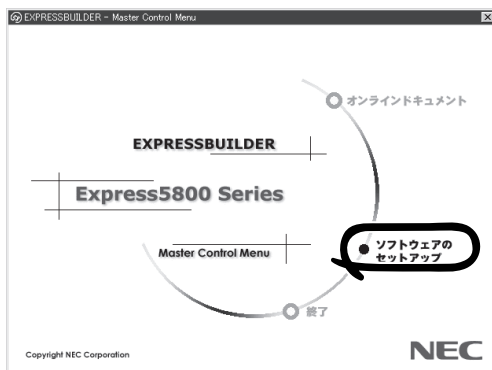 EXPRESSBUILDER - Master Control Menu
オンラインドキュメント
EXPRESSBUILDER
Express5800 Series
ソフトウェアの
セットアップ
Master Control Menu
終了
Copyright NEC Corporation
NEC